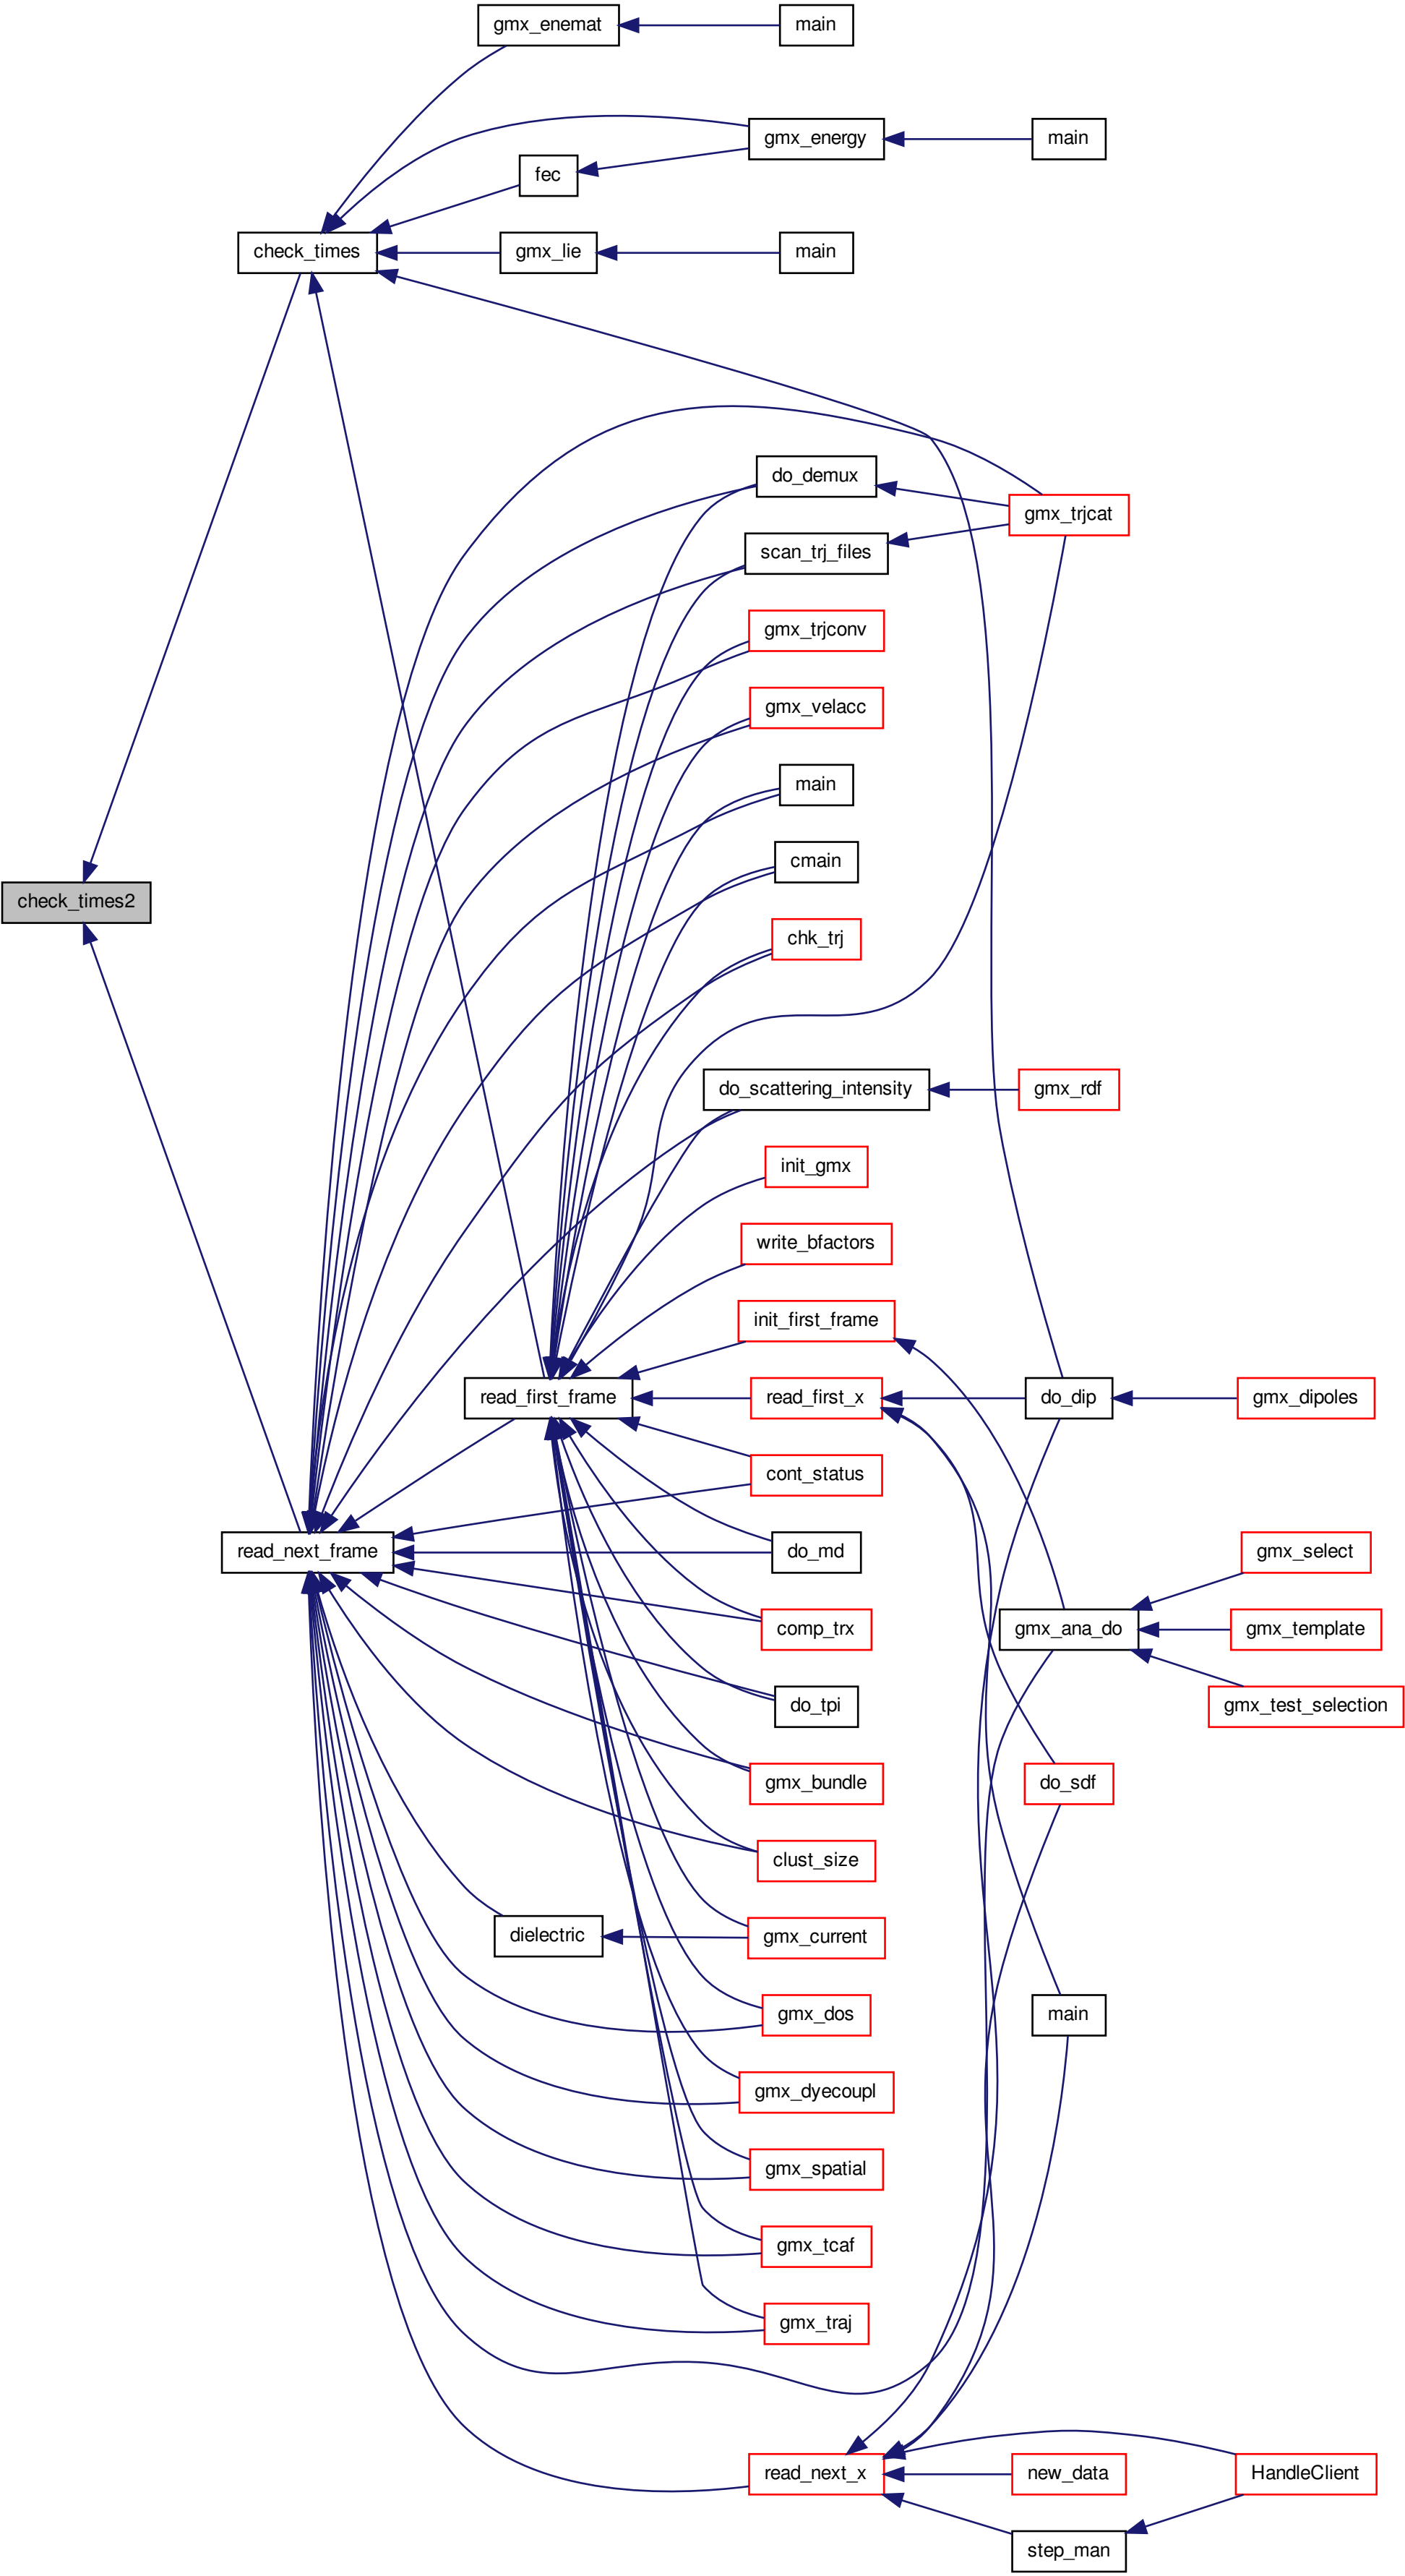 gmx_enemat
main
gmx_energy
main
fec
check_times
gmx_lie
main
do_demux
gmx_trjcat
scan_trj_files
gmx_trjconv
gmx_velacc
main
cmain
check_times2
chk_trj
do_scattering_intensity
gmx_rdf
init_gmx
write_bfactors
init_first_frame
read_first_frame
read_first_x
do_dip
gmx_dipoles
cont_status
read_next_frame
do_md
gmx_select
comp_trx
gmx_ana_do
gmx_template
do_tpi
gmx_test_selection
gmx_bundle
do_sdf
clust_size
dielectric
gmx_current
gmx_dos
main
gmx_dyecoupl
gmx_spatial
gmx_tcaf
gmx_traj
read_next_x
new_data
HandleClient
step_man